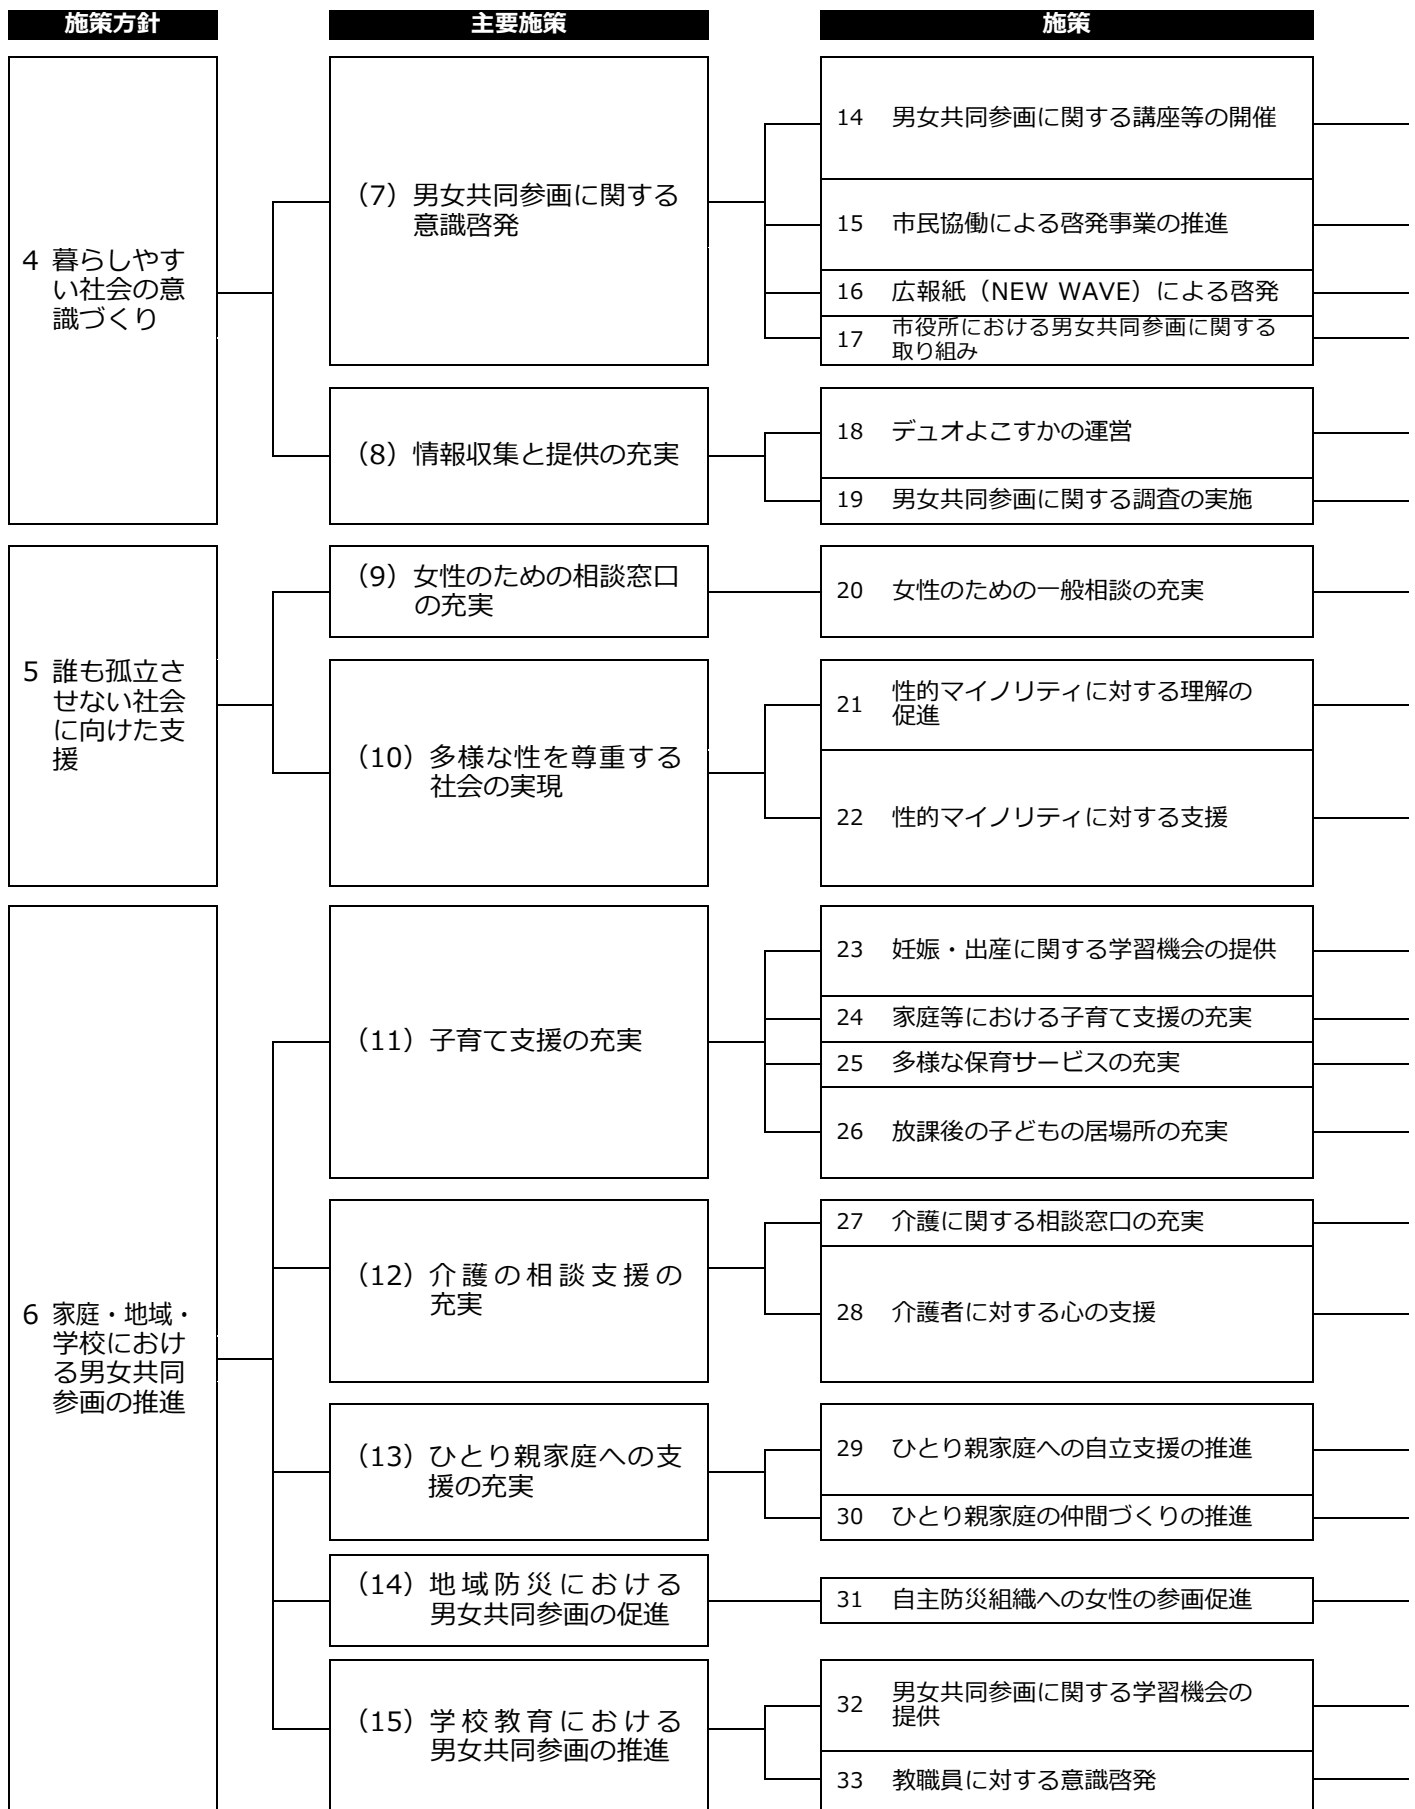 施策方針
主要施策
施策
4 暮らしやす
い社会の意
識づくり
（7）男女共同参画に関する
意識啓発
14 男女共同参画に関する講座等の開催
15 市民協働による啓発事業の推進
16 広報紙（NEW WAVE）による啓発
17 市役所における男女共同参画に関する
取り組み
（8）情報収集と提供の充実
18 デュオよこすかの運営
19 男女共同参画に関する調査の実施
5 誰も孤立さ
せない社会
に向けた支
援
（9）女性のための相談窓口
の充実
20 女性のための一般相談の充実
（10）多様な性を尊重する
社会の実現
21 性的マイノリティに対する理解の
促進
22 性的マイノリティに対する支援
6 家庭・地域・
学校におけ
る男女共同
参画の推進
（11）子育て支援の充実
23 妊娠・出産に関する学習機会の提供
24 家庭等における子育て支援の充実
25 多様な保育サービスの充実
26 放課後の子どもの居場所の充実
（12）介護の相談支援の
充実
27 介護に関する相談窓口の充実
28 介護者に対する心の支援
（13）ひとり親家庭への支
援の充実
29 ひとり親家庭への自立支援の推進
30 ひとり親家庭の仲間づくりの推進
（14）地域防災における
男女共同参画の促進
31 自主防災組織への女性の参画促進
（15）学校教育における
男女共同参画の推進
32 男女共同参画に関する学習機会の
提供
33 教職員に対する意識啓発